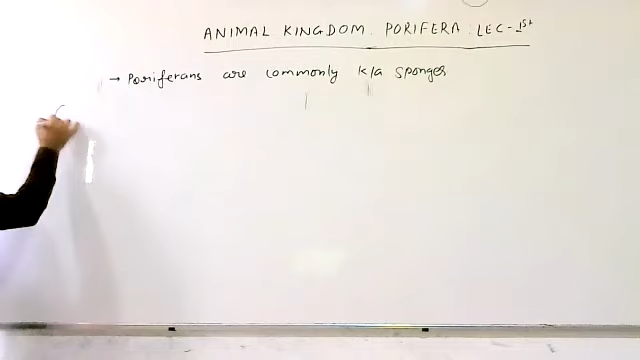 ANIMAL KINGDOM. PORIFERA: LEC-1st
→ Poriferans are commonly k/a sponges